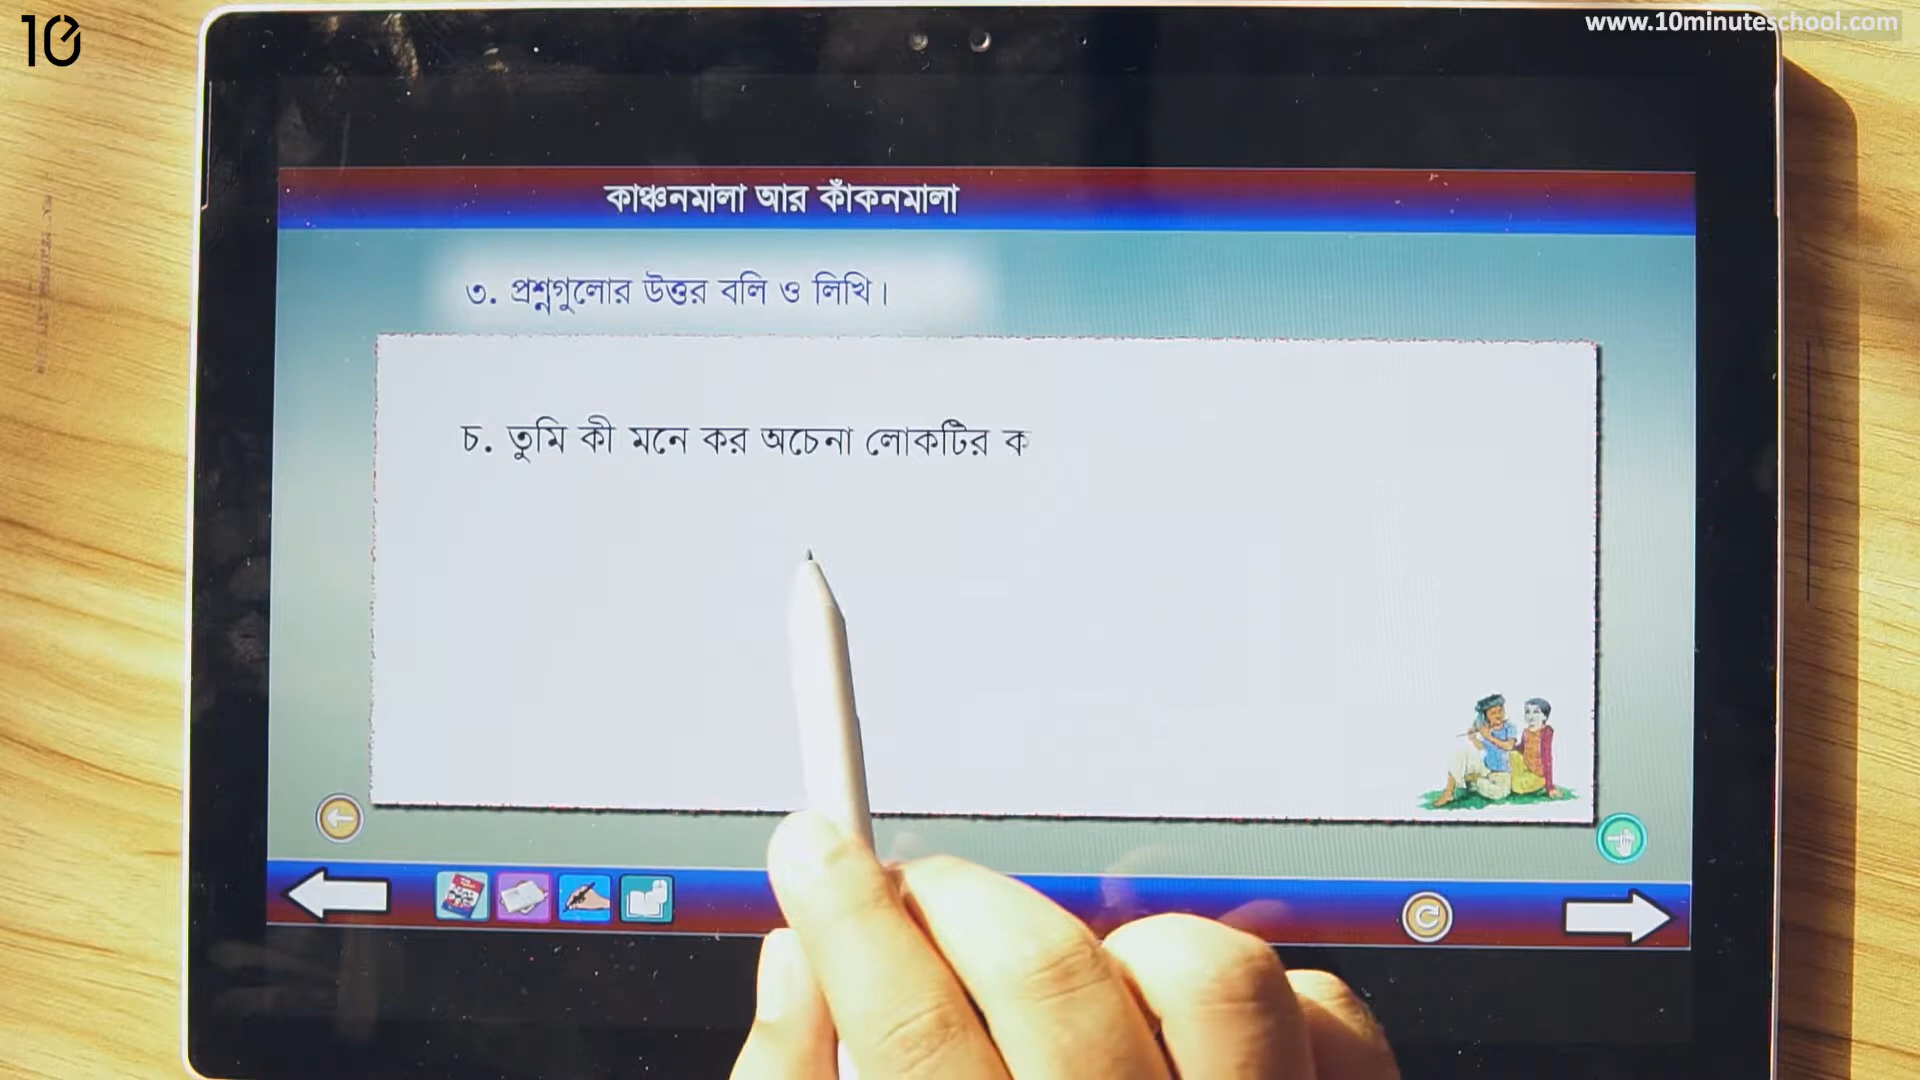 10
www.10minuteschool.com
কাঞ্চনমালা আর কাঁকনমালা
৩. প্রশ্নগুলোর উত্তর বলি ও লিখি।
চ. তুমি কী মনে কর অচেনা লোকটির ক